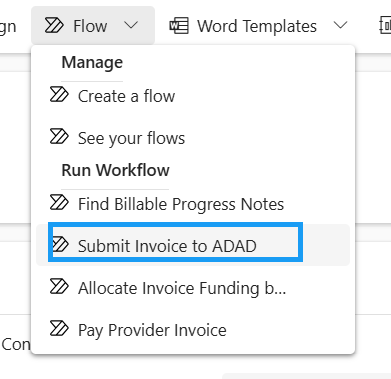 gn Flow Word Templates
Manage
Create a flow
See your flows
Run Workflow
Find Billable Progress Notes
Submit Invoice to ADAD
Allocate Invoice Funding b...
Pay Provider Invoice
Con